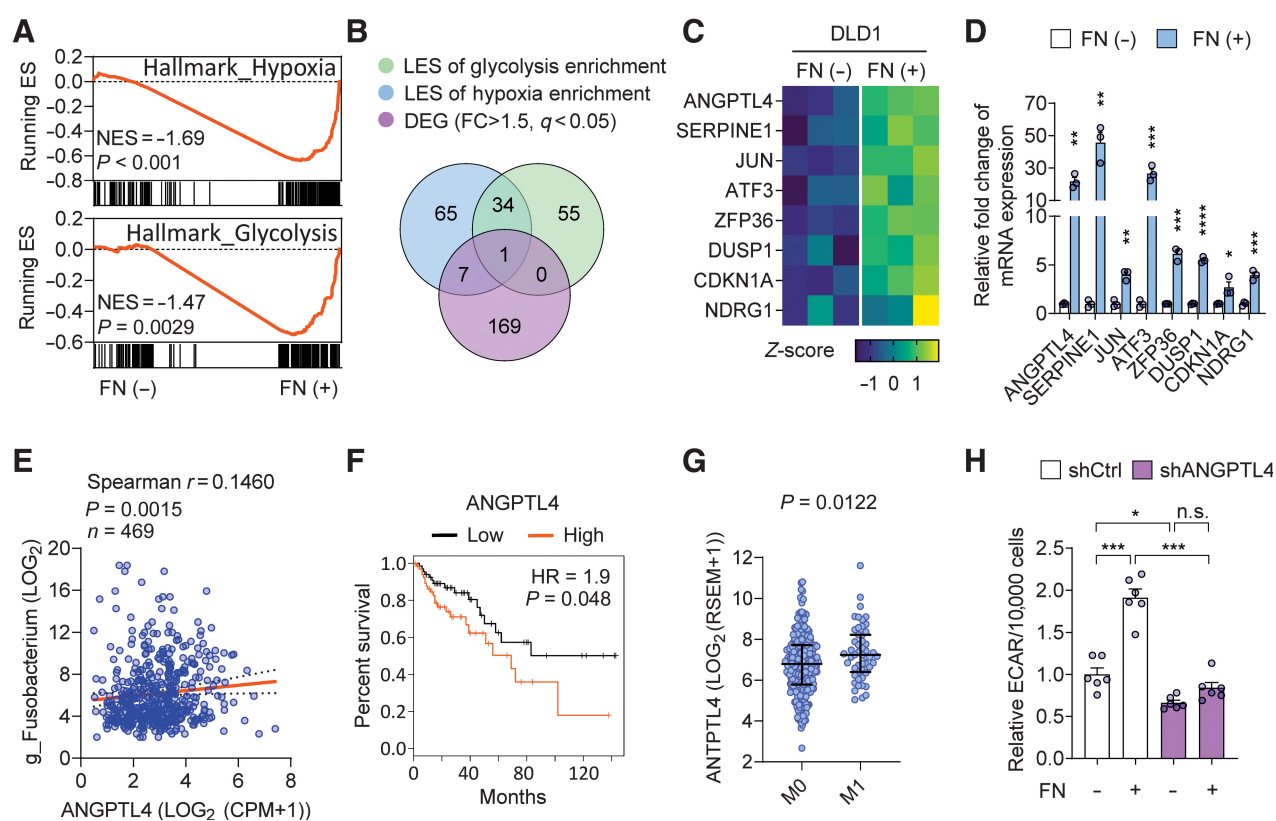 A
0.2
0.0
−0.2
−0.4
−0.6
−0.8
Running ES
Hallmark_Hypoxia
NES = −1.69
P < 0.001
0.2
0.0
−0.2
−0.4
−0.6
Running ES
Hallmark_Glycolysis
NES = −1.47
P = 0.0029
FN (−) FN (+)
B
LES of glycolysis enrichment
LES of hypoxia enrichment
DEG (FC>1.5, q < 0.05)
65 34 55
1
7 0
169
C
DLD1
FN (−) FN (+)
ANGPTL4
SERPINE1
JUN
ATF3
ZFP36
DUSP1
CDKN1A
NDRG1
Z-score
−1 0 1
D
FN (−) FN (+)
Relative fold change of
mRNA expression
70
50
30
10
10
5
0
** ** ** *** *** **** * ***
ANGPTL4
SERPINE1
JUN
ATF3
ZFP36
DUSP1
CDKN1A
NDRG1
E
Spearman r = 0.1460
P = 0.0015
n = 469
g_Fusobacterium (LOG2)
20
16
12
8
4
0
0 2 4 6 8
ANGPTL4 (LOG2 (CPM+1))
F
ANGPTL4
Low High
HR = 1.9
P = 0.048
Percent survival
1.0
0.8
0.6
0.4
0.2
0.0
0 40 80 120
Months
G
P = 0.0122
ANTPTL4 (LOG2 (RSEM+1))
12
10
8
6
4
2
M0 M1
H
shCtrl shANGPTL4
* n.s.
*** ***
Relative ECAR/10,000 cells
2.5
2.0
1.5
1.0
0.5
0.0
FN − + − +